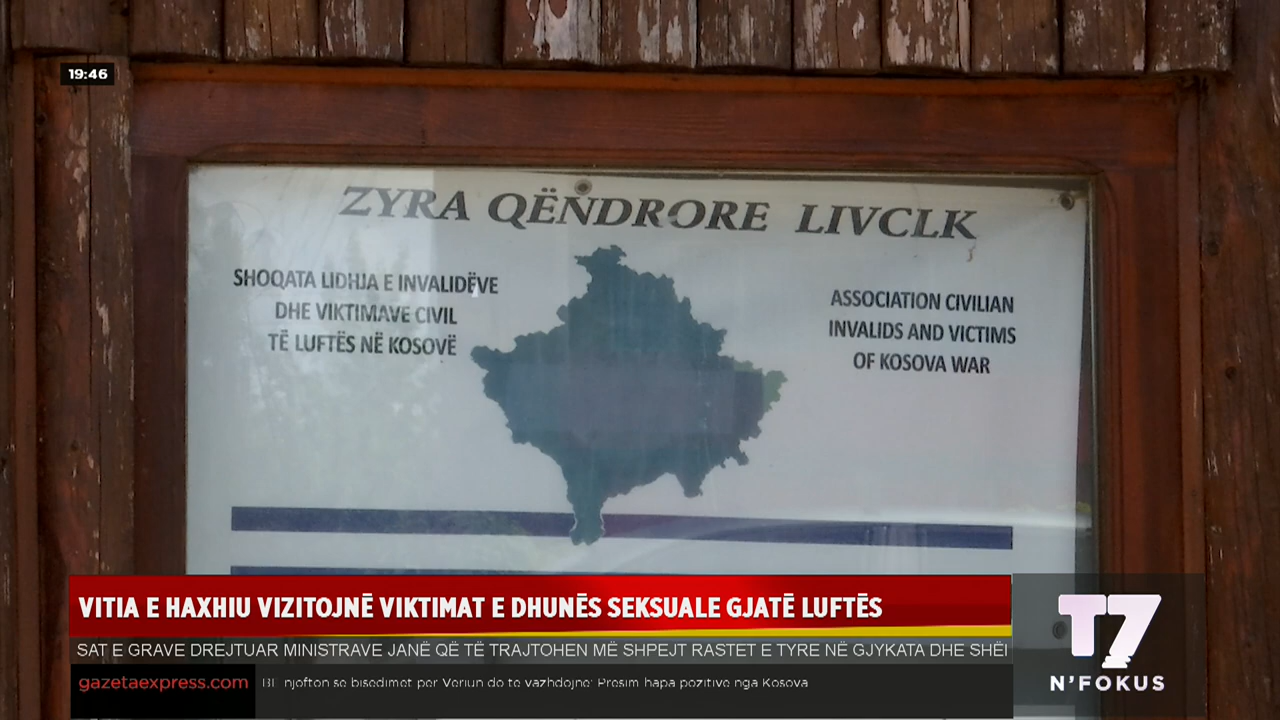 19:46
ZYRA QËNDRORE LIVCLK
SHOQATA LIDHJA E INVALIDËVE
DHE VIKTIMAVE CIVIL
TË LUFTËS NË KOSOVË
ASSOCIATION CIVILIAN
INVALIDS AND VICTIMS
OF KOSOVA WAR
VITIA E HAXHIU VIZITOJNË VIKTIMAT E DHUNËS SEKSUALE GJATË LUFTËS
SAT E GRAVE DREJTUAR MINISTRAVE JANË QË TË TRAJTOHEN MË SHPEJT RASTET E TYRE NË GJYKATA DHE SHËI
gazetaexpress.com
njofton se bisedimet për Veriun do të vazhdojnë: Presim hapa pozitive nga Kosova
T7
N'FOKUS